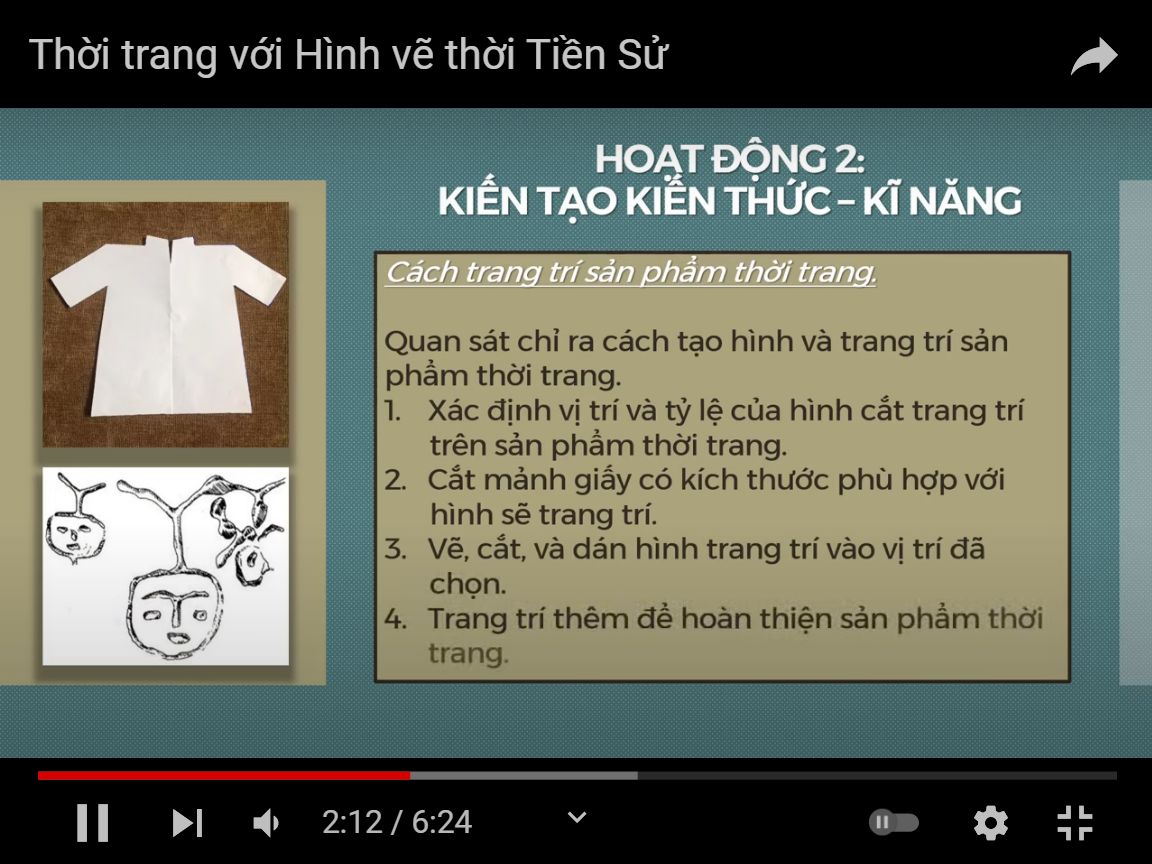 Thời trang với Hình vẽ thời Tiền Sử
HOẠT ĐỘNG 2:
KIẾN TẠO KIẾN THỨC – KĨ NĂNG
Cách trang trí sản phẩm thời trang.
Quan sát chỉ ra cách tạo hình và trang trí sản
phẩm thời trang.
1. Xác định vị trí và tỷ lệ của hình cắt trang trí
trên sản phẩm thời trang.
2. Cắt mảnh giấy có kích thước phù hợp với
hình sẽ trang trí.
3. Vẽ, cắt, và dán hình trang trí vào vị trí đã
chọn.
4. Trang trí thêm để hoàn thiện sản phẩm thời
trang.
2:12 / 6:24